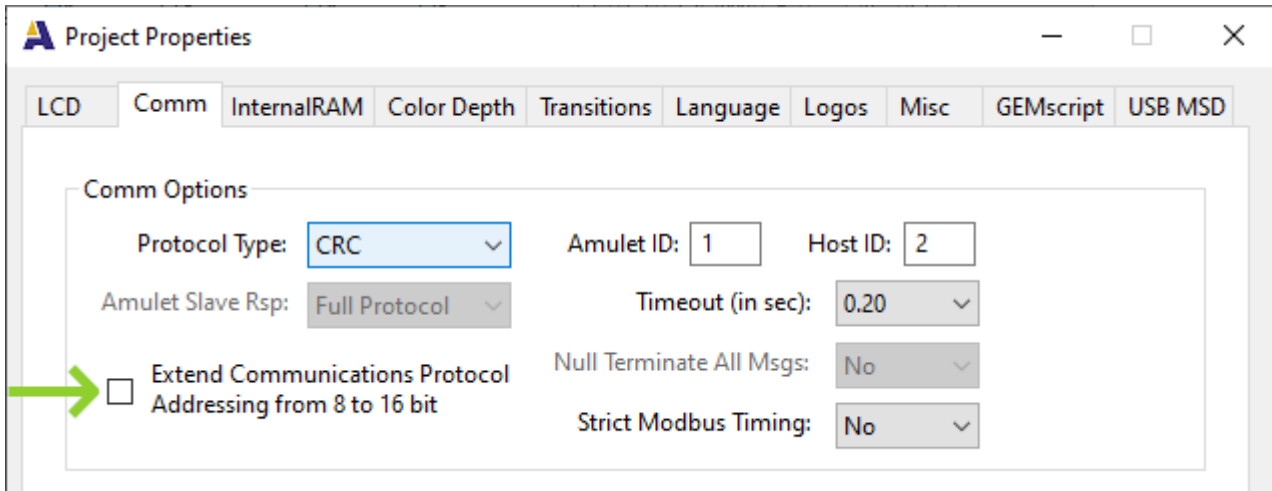 Project Properties
LCD Comm InternalRAM Color Depth Transitions Language Logos Misc GEMscript USB MSD
Comm Options
Protocol Type: CRC Amulet ID: 1 Host ID: 2
Amulet Slave Rsp: Full Protocol Timeout (in sec): 0.20
Extend Communications Protocol
Addressing from 8 to 16 bit
Null Terminate All Msgs: No
Strict Modbus Timing: No